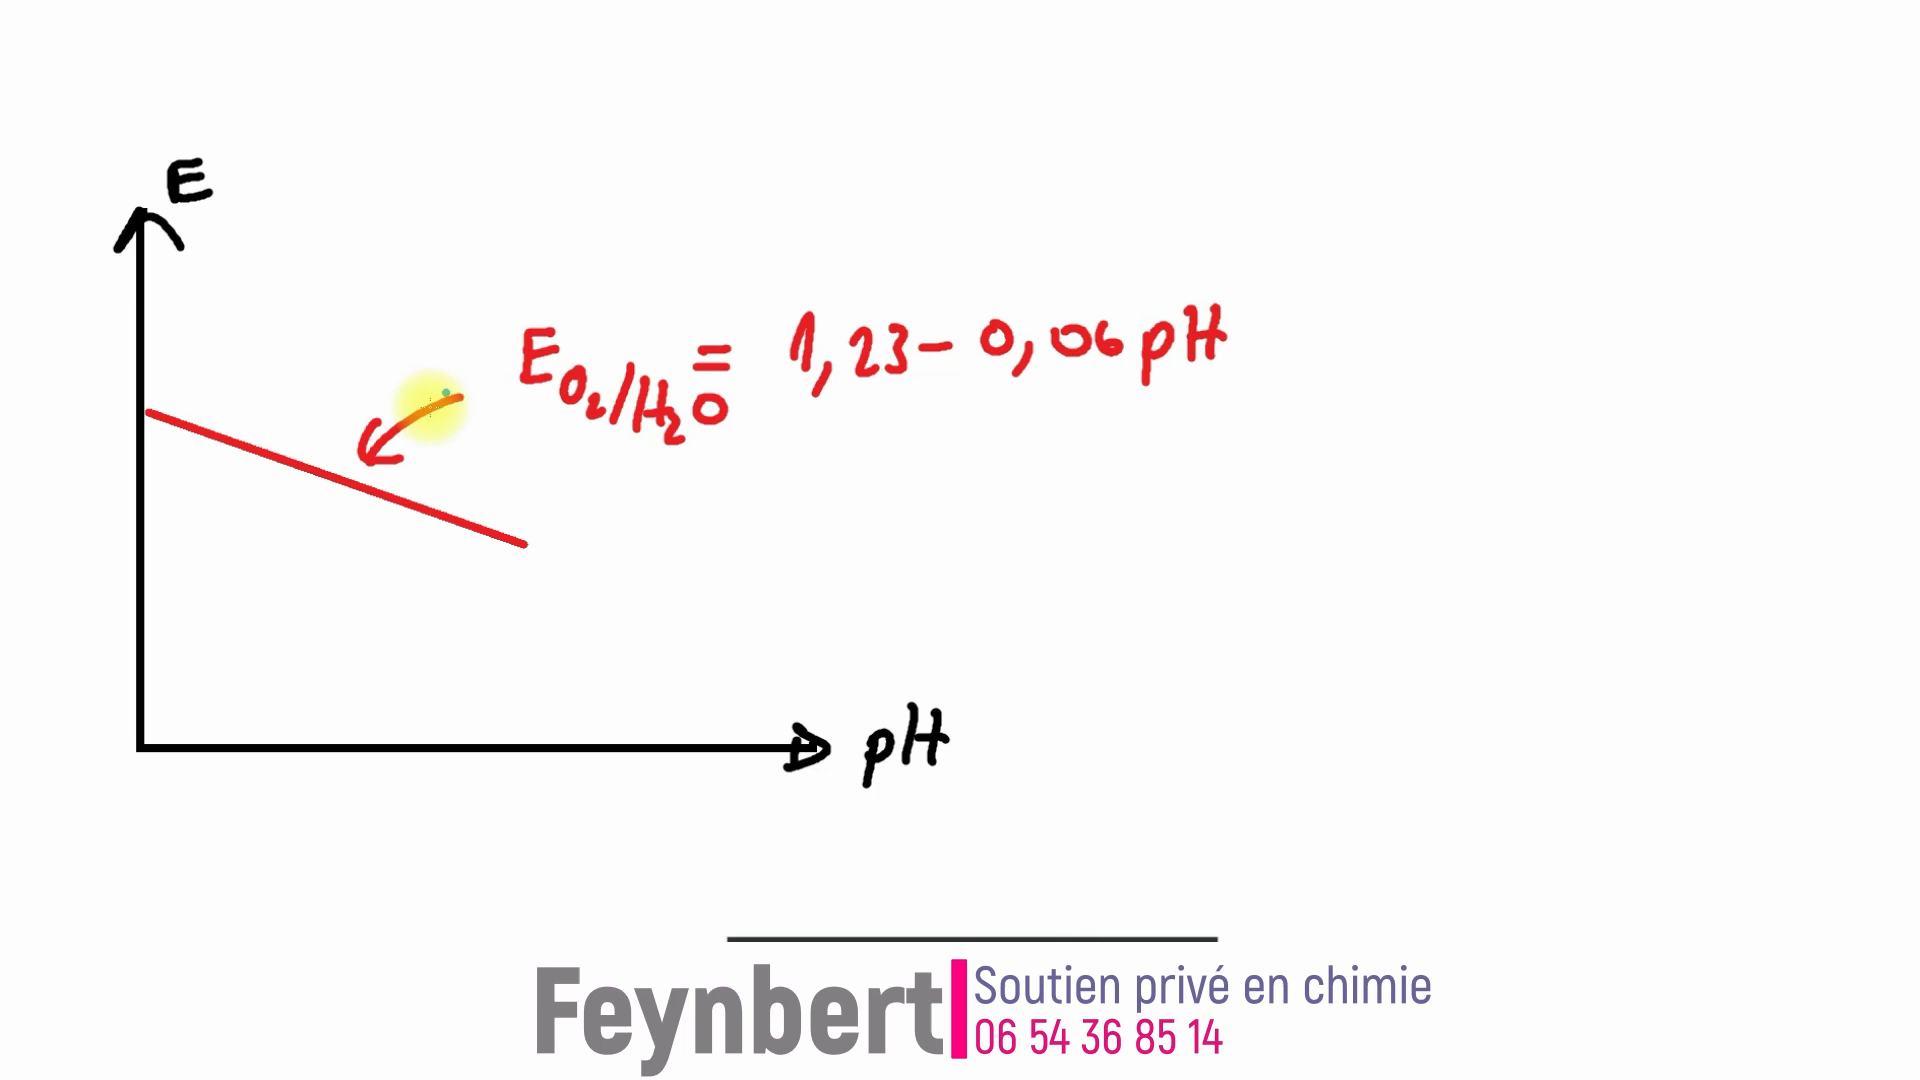 E
E O₂/H₂O = 1,23 - 0,06 pH
pH
Feynbert
Soutien privé en chimie
06 54 36 85 14